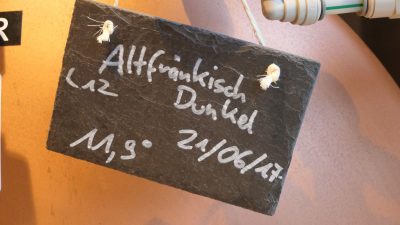 R
Altfränkisch
L12 Dunkel
11,9° 21/06/17